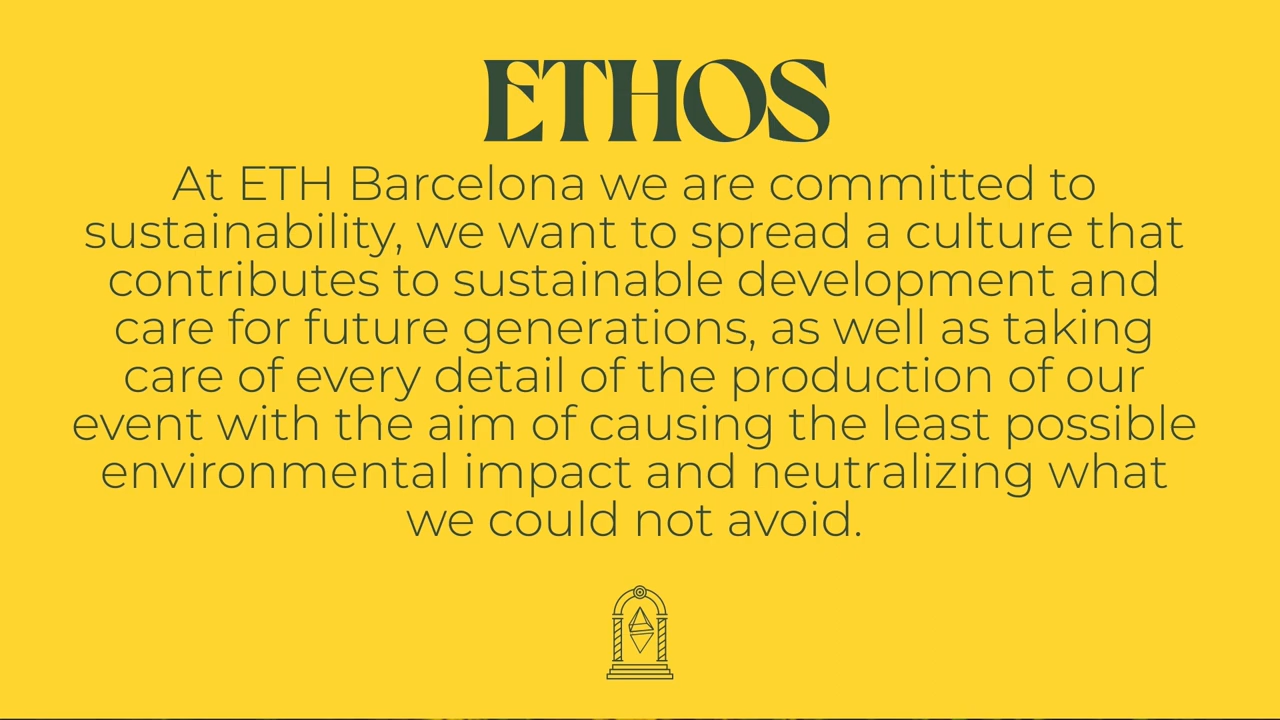 ETHOS
At ETH Barcelona we are committed to
sustainability, we want to spread a culture that
contributes to sustainable development and
care for future generations, as well as taking
care of every detail of the production of our
event with the aim of causing the least possible
environmental impact and neutralizing what
we could not avoid.